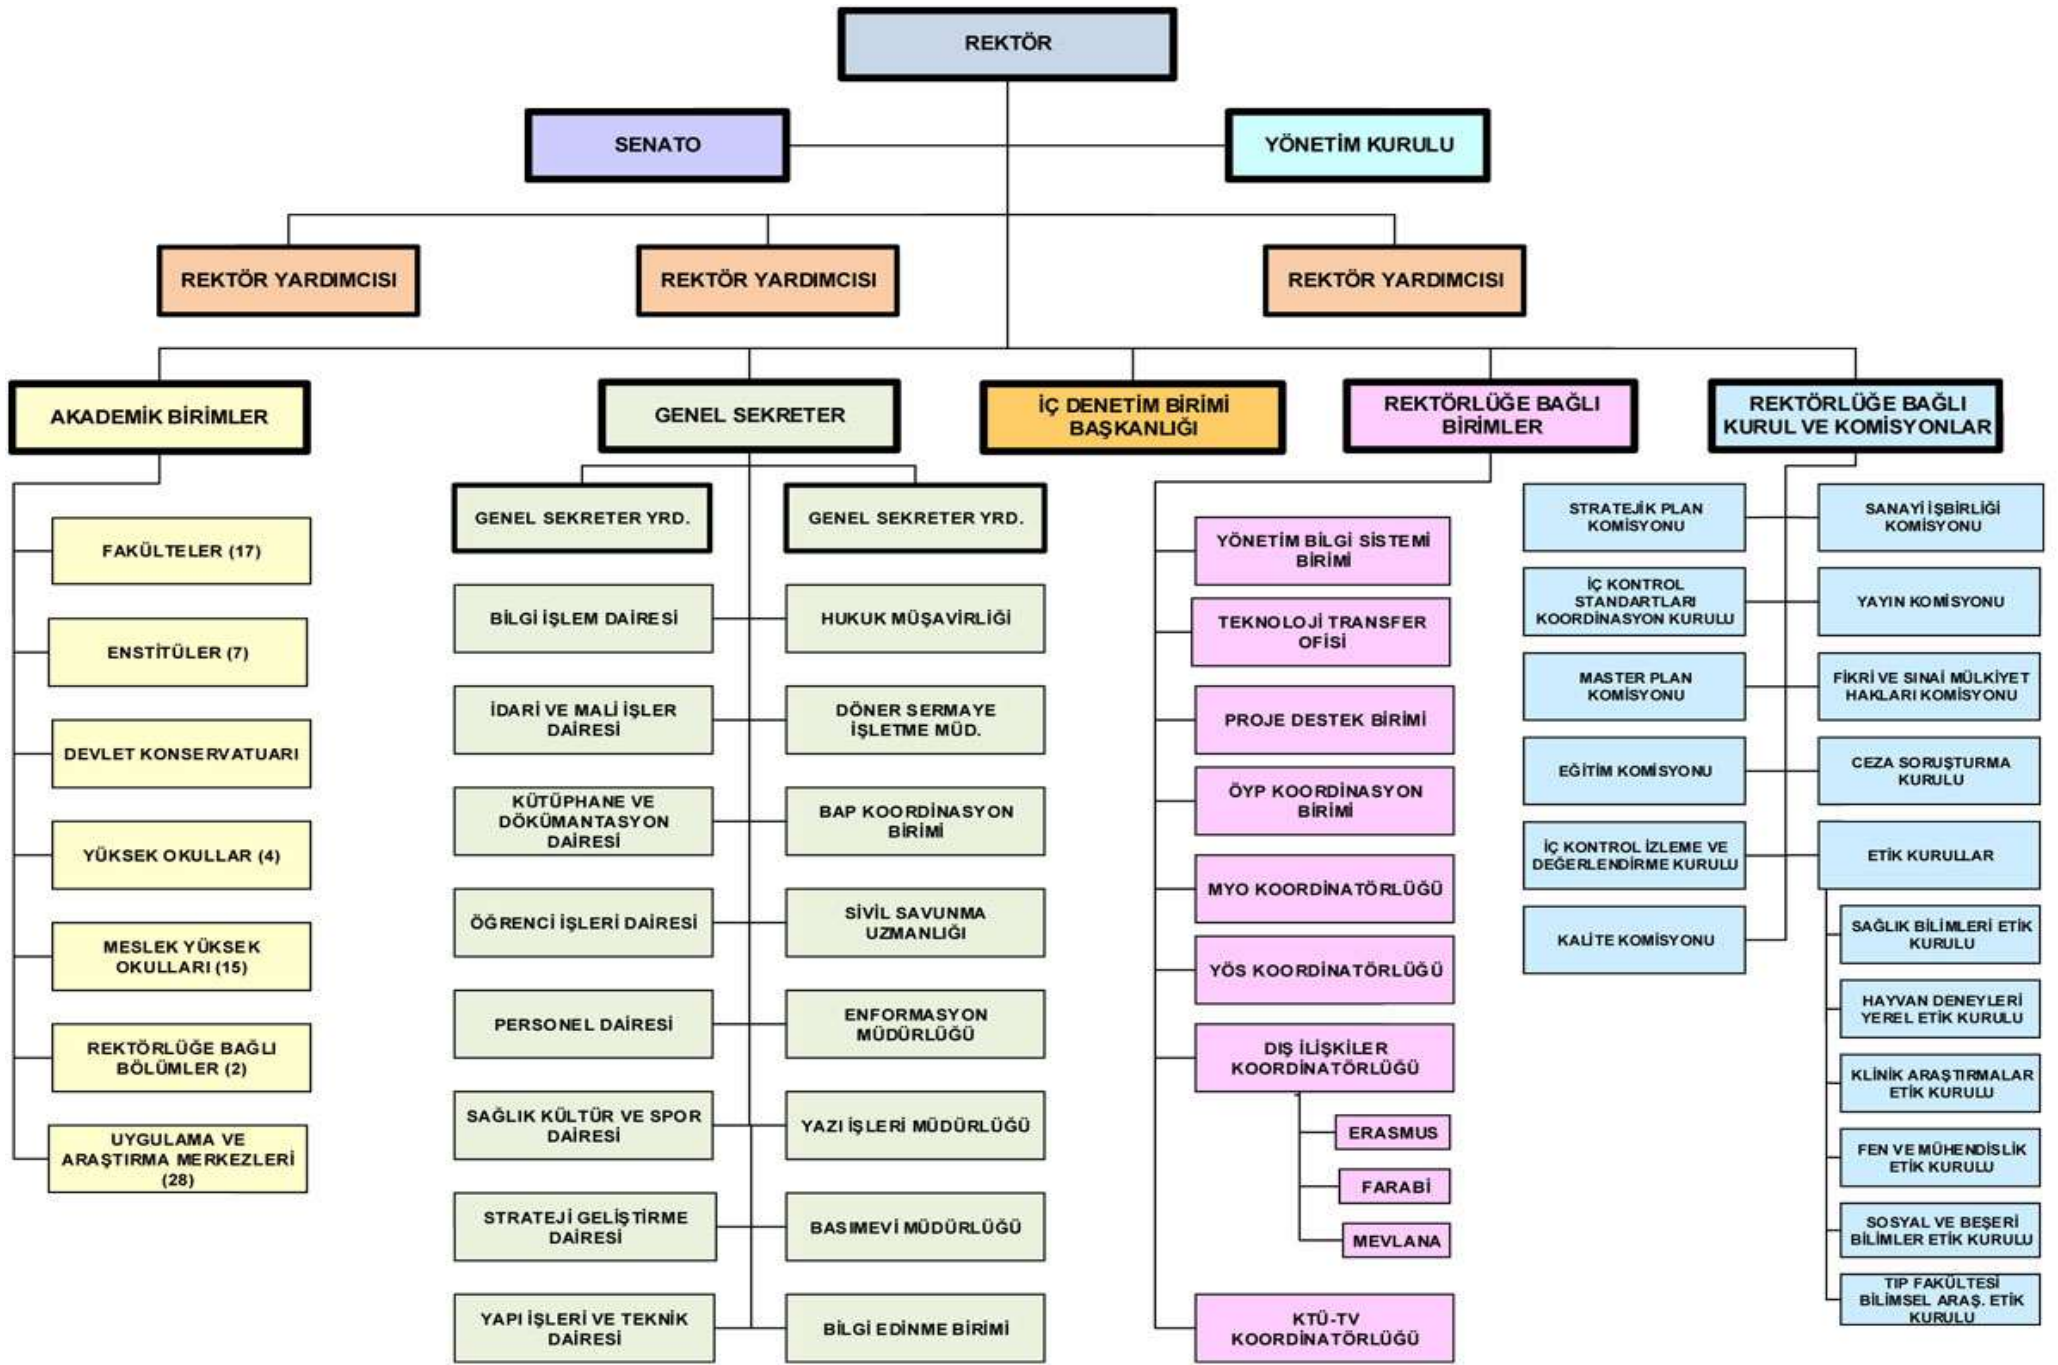 REKTÖR
SENATO
YÖNETİM KURULU
REKTÖR YARDIMCISI
REKTÖR YARDIMCISI
REKTÖR YARDIMCISI
AKADEMİK BİRİMLER
GENEL SEKRETER
İÇ DENETİM BİRİMİ
BAŞKANLIĞI
REKTÖRLÜĞE BAĞLI
BİRİMLER
REKTÖRLÜĞE BAĞLI
KURUL VE KOMİSYONLAR
FAKÜLTELER (17)
ENSTİTÜLER (7)
DEVLET KONSERVATUARI
YÜKSEK OKULLAR (4)
MESLEK YÜKSEK
OKULLARI (15)
REKTÖRLÜĞE BAĞLI
BÖLÜMLER (2)
UYGULAMA VE
ARAŞTIRMA MERKEZLERİ
(28)
GENEL SEKRETER YRD.
GENEL SEKRETER YRD.
BİLGİ İŞLEM DAİRESİ
HUKUK MÜŞAVİRLİĞİ
İDARİ VE MALİ İŞLER
DAİRESİ
DÖNER SERMAYE
İŞLETME MÜD.
KÜTÜPHANE VE
DÖKÜMANTASYON
DAİRESİ
BAP KOORDİNASYON
BİRİMİ
ÖĞRENCİ İŞLERİ DAİRESİ
SİVİL SAVUNMA
UZMANLIĞI
PERSONEL DAİRESİ
ENFORMASYON
MÜDÜRLÜĞÜ
SAĞLIK KÜLTÜR VE SPOR
DAİRESİ
YAZI İŞLERİ MÜDÜRLÜĞÜ
STRATEJİ GELİŞTİRME
DAİRESİ
BASIMEVİ MÜDÜRLÜĞÜ
YAPI İŞLERİ VE TEKNİK
DAİRESİ
BİLGİ EDİNME BİRİMİ
YÖNETİM BİLGİ SİSTEMİ
BİRİMİ
TEKNOLOJİ TRANSFER
OFİSİ
PROJE DESTEK BİRİMİ
ÖYP KOORDİNASYON
BİRİMİ
MYO KOORDİNATÖRLÜĞÜ
YÖS KOORDİNATÖRLÜĞÜ
DIŞ İLİŞKİLER
KOORDİNATÖRLÜĞÜ
ERASMUS
FARABİ
MEVLANA
KTÜ-TV
KOORDİNATÖRLÜĞÜ
STRATEJİK PLAN
KOMİSYONU
SANAYİ İŞBİRLİĞİ
KOMİSYONU
İÇ KONTROL
STANDARTLARI
KOORDİNASYON KURULU
YAYIN KOMİSYONU
MASTER PLAN
KOMİSYONU
FİKRİ VE SINAİ MÜLKİYET
HAKLARI KOMİSYONU
EĞİTİM KOMİSYONU
CEZA SORUŞTURMA
KURULU
İÇ KONTROL İZLEME VE
DEĞERLENDİRME KURULU
ETİK KURULLAR
KALİTE KOMİSYONU
SAĞLIK BİLİMLERİ ETİK
KURULU
HAYVAN DENEYLERİ
YEREL ETİK KURULU
KLİNİK ARAŞTIRMALAR
ETİK KURULU
FEN VE MÜHENDİSLİK
ETİK KURULU
SOSYAL VE BEŞERİ
BİLİMLER ETİK KURULU
TIP FAKÜLTESİ
BİLİMSEL ARAŞ. ETİK
KURULU